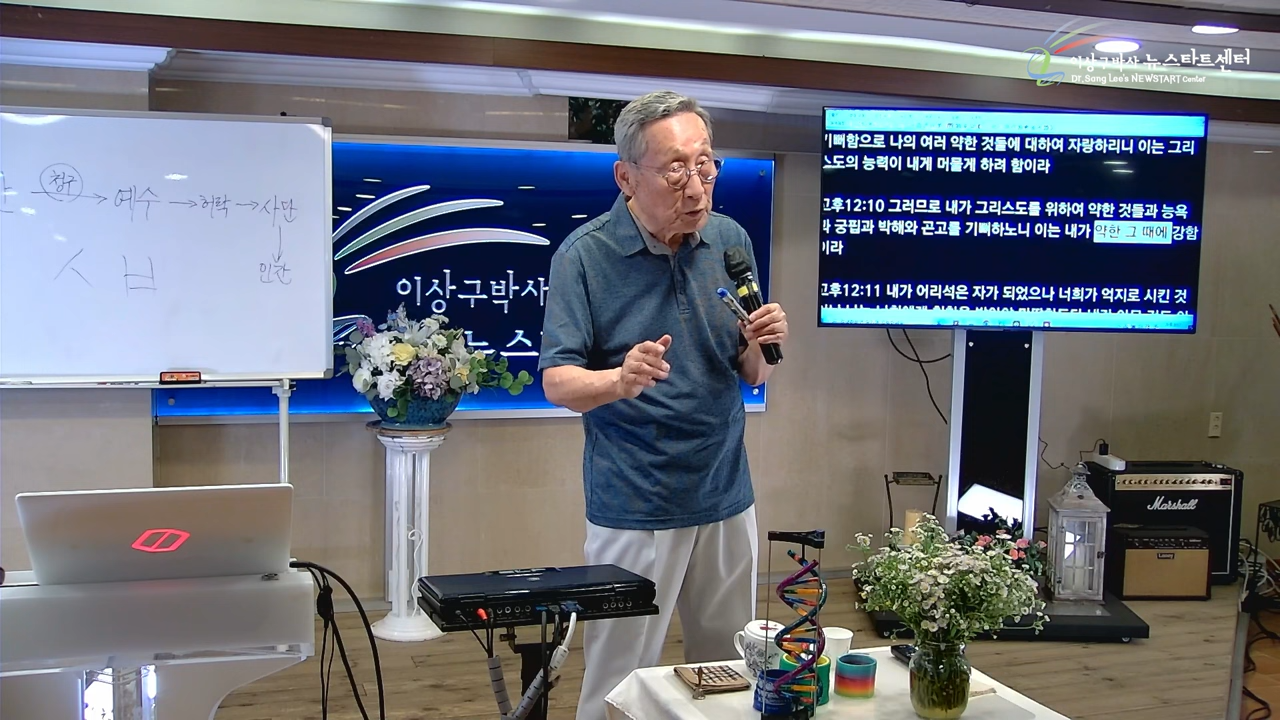 이상구박사 뉴스타트센터
Dr. Sang Lee's NEWSTART Center
청구
예수 → 허락 → 사단
↓
인간
이상구박사
뉴스
기뻐함으로 나의 여러 약한 것들에 대하여 자랑하리니 이는 그리
스도의 능력이 내게 머물게 하려 함이라
고후12:10 그러므로 내가 그리스도를 위하여 약한 것들과 능욕
과 궁핍과 박해와 곤고를 기뻐하노니 이는 내가 약한 그 때에 강함
이라
고후12:11 내가 어리석은 자가 되었으나 너희가 억지로 시킨 것
Marshall
Laney